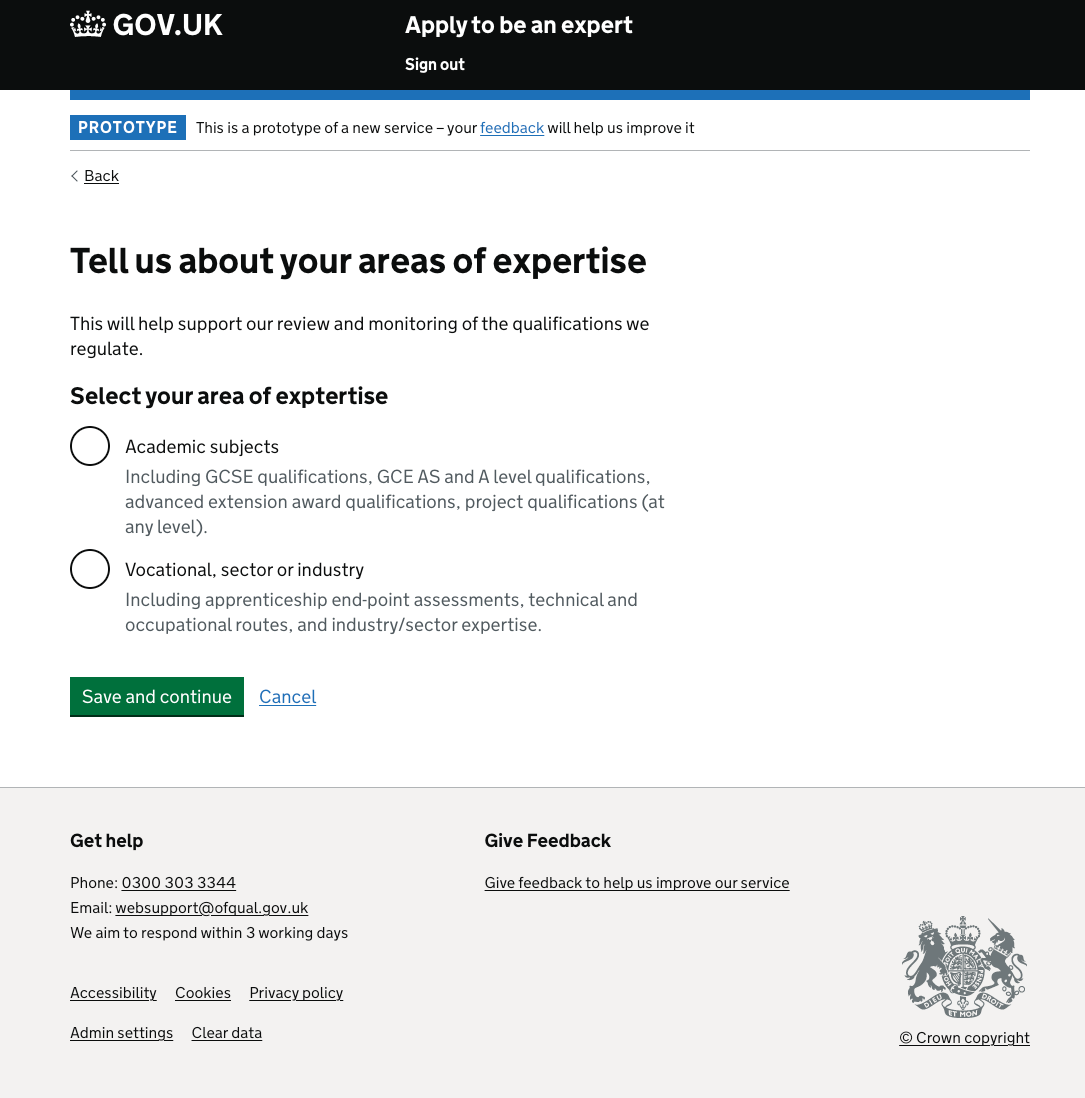 GOV.UK
Apply to be an expert
Sign out
PROTOTYPE This is a prototype of a new service – your feedback will help us improve it
Back
Tell us about your areas of expertise
This will help support our review and monitoring of the qualifications we
regulate.
Select your area of exptertise
Academic subjects
Including GCSE qualifications, GCE AS and A level qualifications,
advanced extension award qualifications, project qualifications (at
any level).
Vocational, sector or industry
Including apprenticeship end-point assessments, technical and
occupational routes, and industry/sector expertise.
Save and continue Cancel
Get help
Phone: 0300 303 3344
Email: websupport@ofqual.gov.uk
We aim to respond within 3 working days
Accessibility Cookies Privacy policy
Admin settings Clear data
Give Feedback
Give feedback to help us improve our service
DIEU ET MON DROIT
© Crown copyright